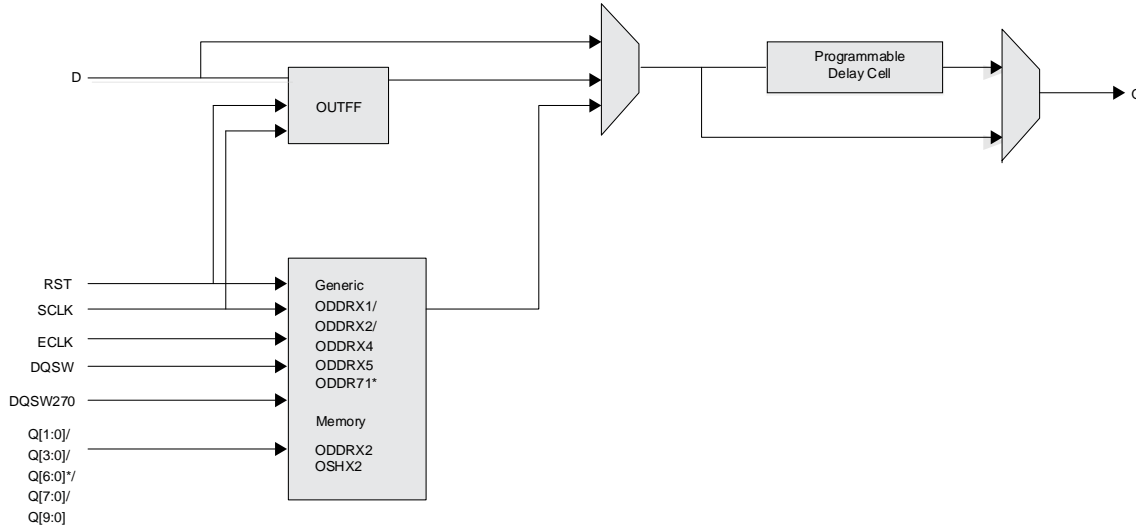 D
OUTFF
Programmable
Delay Cell
RST
SCLK
ECLK
DQSW
DQSW270
Q[1:0]/
Q[3:0]/
Q[6:0]*/
Q[7:0]/
Q[9:0]
Generic
ODDRX1/
ODDRX2/
ODDRX4
ODDRX5
ODDR71*
Memory
ODDRX2
OSHX2